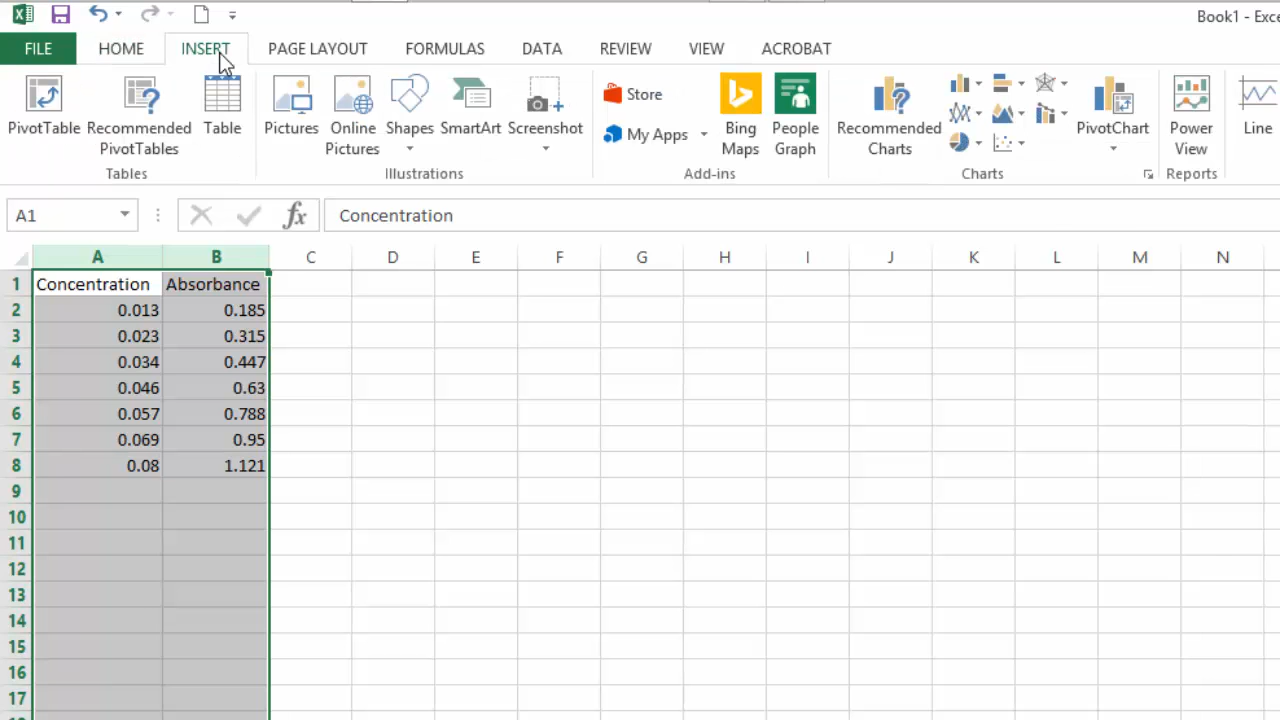 Book1 - Exce
FILE HOME INSERT PAGE LAYOUT FORMULAS DATA REVIEW VIEW ACROBAT
PivotTable Recommended PivotTables Table
Tables
Pictures Online Pictures Shapes SmartArt Screenshot
Illustrations
Store
My Apps
Bing Maps People Graph
Add-ins
Recommended Charts PivotChart
Charts
Power View
Reports
Line
A1 fx Concentration
A B C D E F G H I J K L M N
1 Concentration Absorbance
2 0.013 0.185
3 0.023 0.315
4 0.034 0.447
5 0.046 0.63
6 0.057 0.788
7 0.069 0.95
8 0.08 1.121
9
10
11
12
13
14
15
16
17